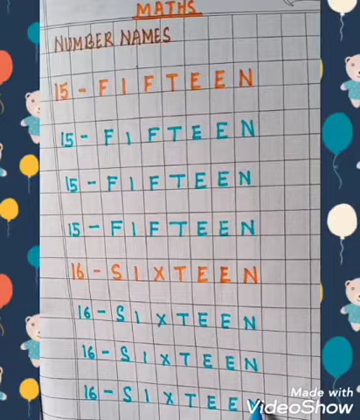 MATHS
NUMBER NAMES
15 - FIFTEEN
15 - FIFTEEN
15 - FIFTEEN
15 - FIFTEEN
16 - SIXTEEN
16 - SIXTEEN
16 - SIXTEEN
16 - SIXTEEN
Made with
VideoShow